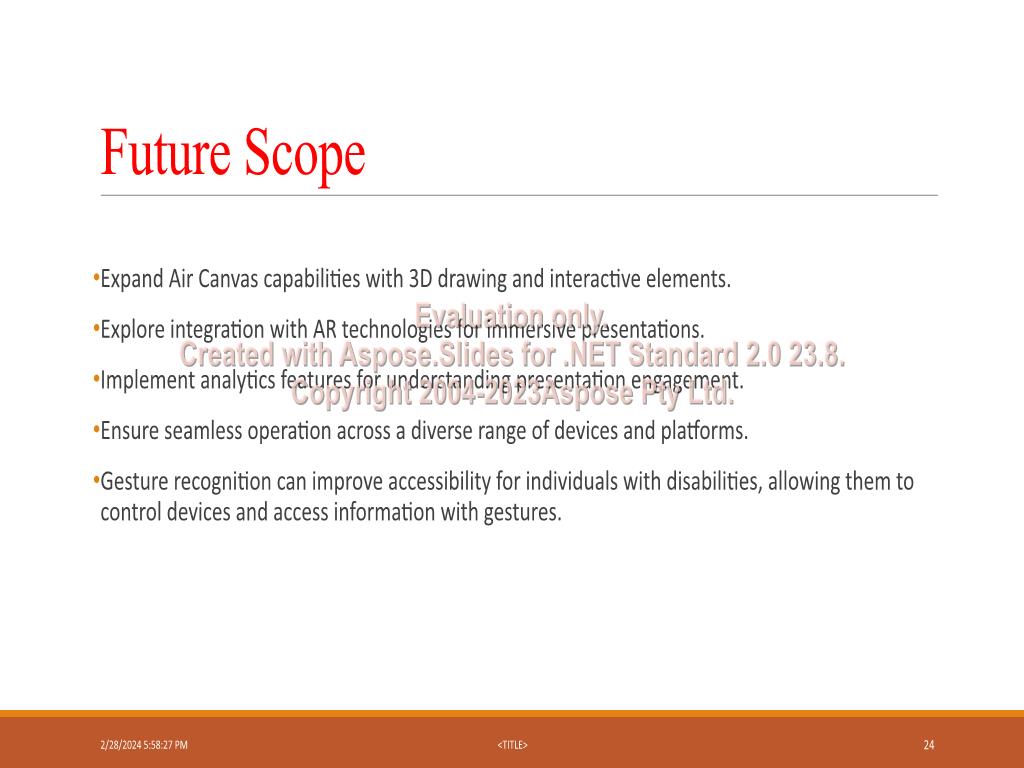 Future Scope
•Expand Air Canvas capabilities with 3D drawing and interactive elements.
Evaluation only.
•Explore integration with AR technologies for immersive presentations.
Created with Aspose.Slides for .NET Standard 2.0 23.8.
•Implement analytics features for understanding presentation engagement.
Copyright 2004-2023Aspose Pty Ltd.
•Ensure seamless operation across a diverse range of devices and platforms.
•Gesture recognition can improve accessibility for individuals with disabilities, allowing them to
control devices and access information with gestures.
2/28/2024 5:58:27 PM
<TITLE>
24